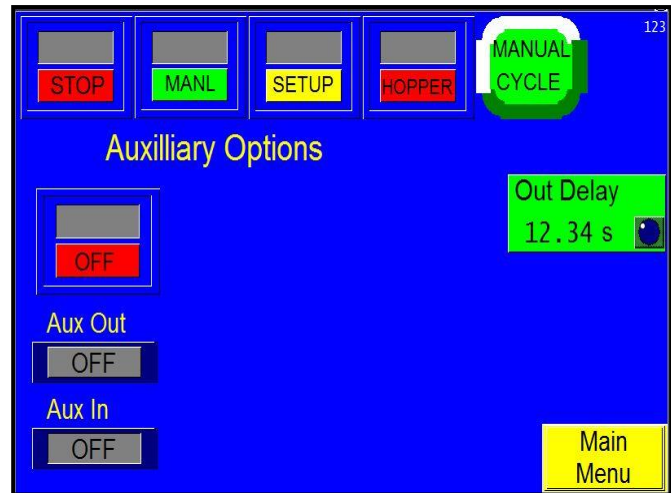 123
STOP
MANL
SETUP
HOPPER
MANUAL
CYCLE
Auxilliary Options
Out Delay
12.34 s
OFF
Aux Out
OFF
Aux In
OFF
Main
Menu